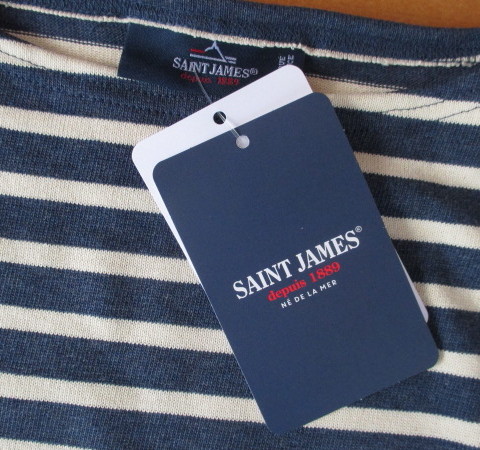 SAINT JAMES®
depuis 1889
SAINT JAMES®
depuis 1889
NÉ DE LA MER